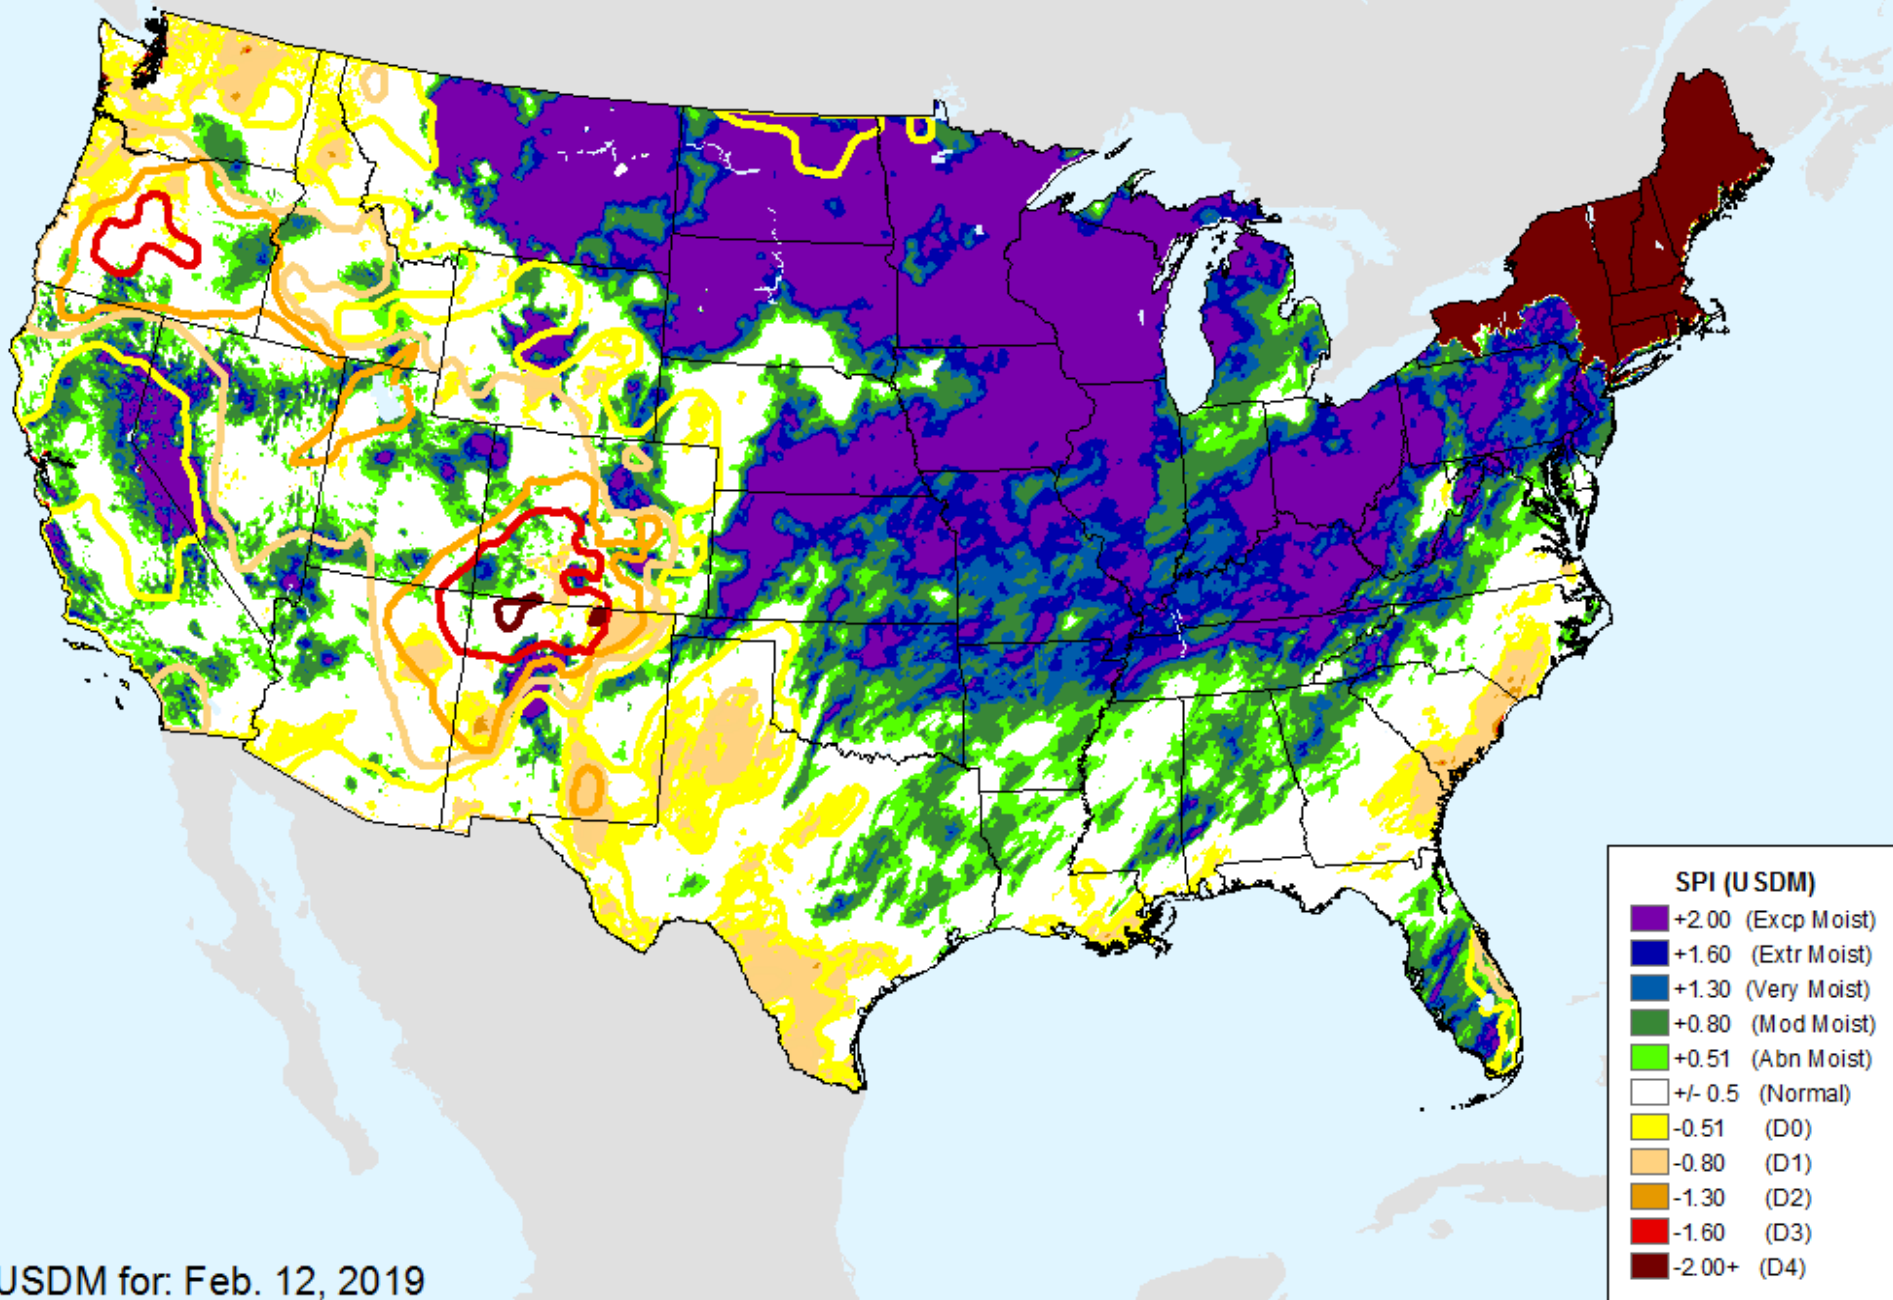 SPI (USDM)
+2.00 (Excp Moist)
+1.60 (Extr Moist)
+1.30 (Very Moist)
+0.80 (Mod Moist)
+0.51 (Abn Moist)
+/- 0.5 (Normal)
-0.51 (D0)
-0.80 (D1)
-1.30 (D2)
-1.60 (D3)
-2.00+ (D4)
USDM for: Feb. 12, 2019